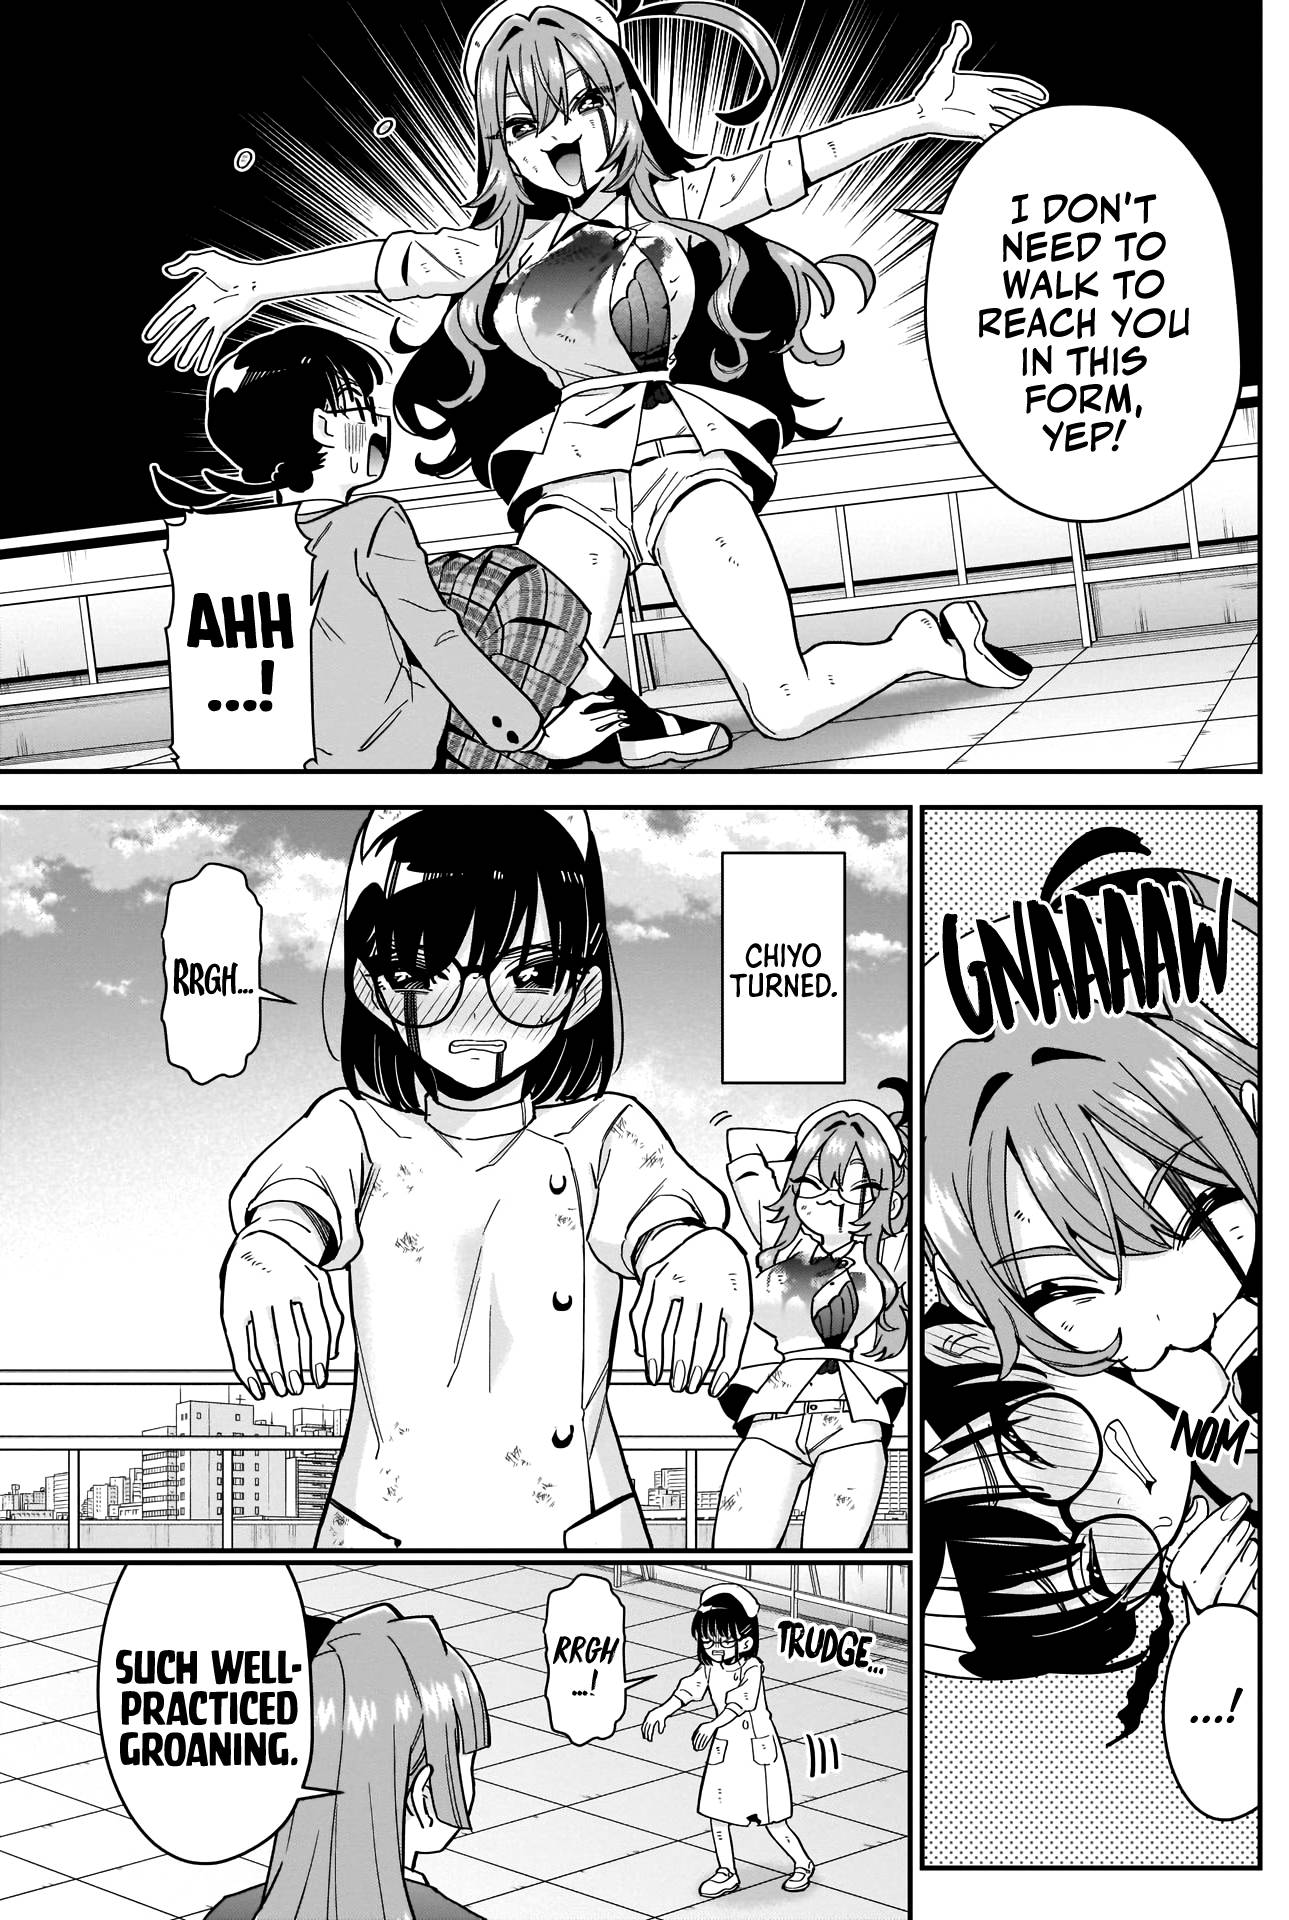 I DON'T
NEED TO
WALK TO
REACH YOU
IN THIS
FORM,
YEP!
AHH
...!
GNAAAAAW
NOM
...!
CHIYO
TURNED.
RRGH...
TRUDGE...
RRGH
...!
SUCH WELL-
PRACTICED
GROANING.